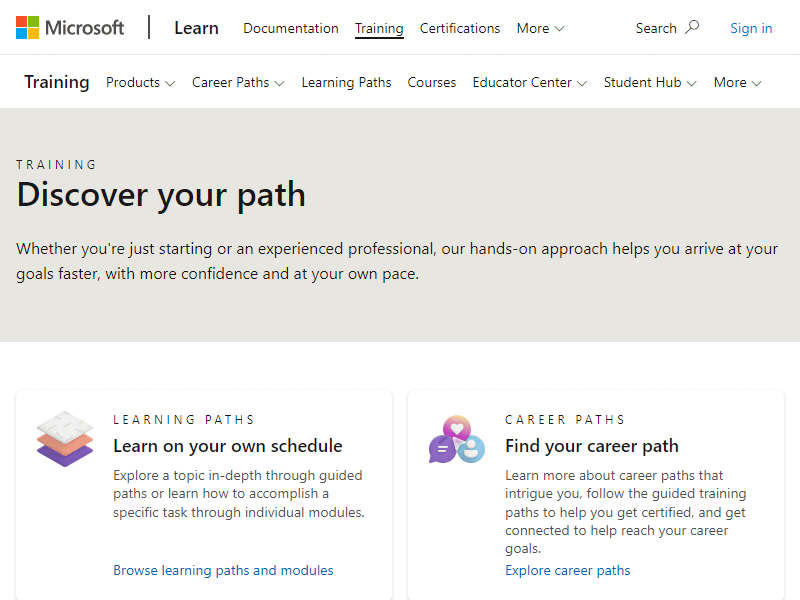 Microsoft
Learn
Documentation
Training
Certifications
More
Search
Sign in
Training
Products
Career Paths
Learning Paths
Courses
Educator Center
Student Hub
More
TRAINING
Discover your path
Whether you're just starting or an experienced professional, our hands-on approach helps you arrive at your
goals faster, with more confidence and at your own pace.
LEARNING PATHS
Learn on your own schedule
Explore a topic in-depth through guided
paths or learn how to accomplish a
specific task through individual modules.
Browse learning paths and modules
CAREER PATHS
Find your career path
Learn more about career paths that
intrigue you, follow the guided training
paths to help you get certified, and get
connected to help reach your career
goals.
Explore career paths